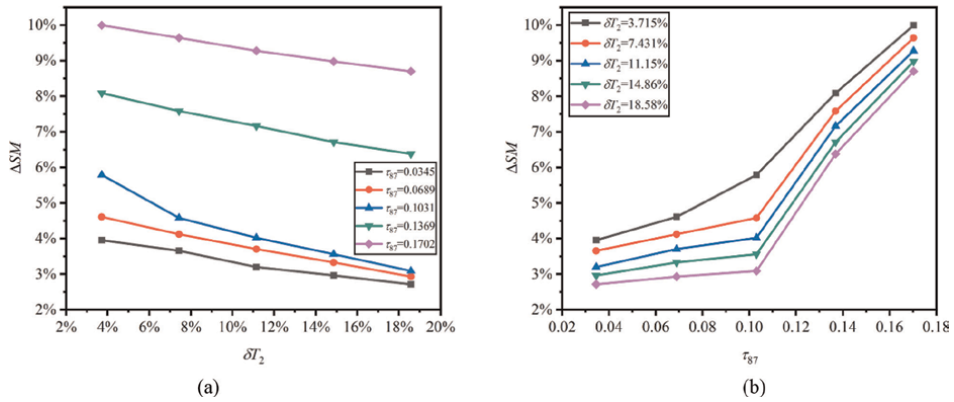 10%
9%
8%
7%
6%
5%
4%
3%
2%
ΔSM
2% 4% 6% 8% 10% 12% 14% 16% 18% 20%
δT₂
τ₈₇=0.0345
τ₈₇=0.0689
τ₈₇=0.1031
τ₈₇=0.1369
τ₈₇=0.1702
(a)
10%
9%
8%
7%
6%
5%
4%
3%
2%
ΔSM
0.02 0.04 0.06 0.08 0.10 0.12 0.14 0.16 0.18
τ₈₇
δT₂=3.715%
δT₂=7.431%
δT₂=11.15%
δT₂=14.86%
δT₂=18.58%
(b)